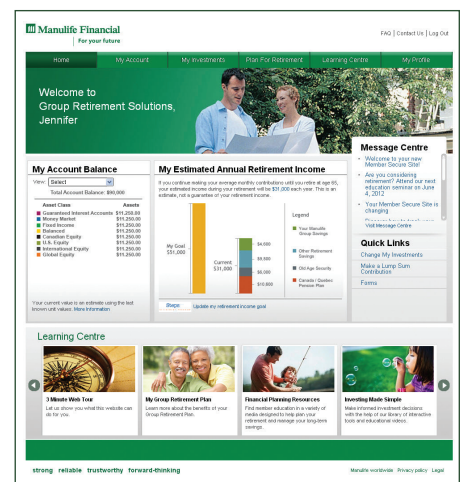 Manulife Financial
For your future
FAQ | Contact Us | Log Out
Home My Account My Investments Plan For Retirement Learning Centre My Profile
Welcome to
Group Retirement Solutions,
Jennifer
Message Centre
• Welcome to your new
Member Secure Site!
• Are you considering
retirement? Attend our next
education seminar on June
4, 2012
• Your Member Secure Site is
changing
Visit Message Centre
Quick Links
Change My Investments
Make a Lump Sum
Contribution
Forms
My Account Balance
View: Select
Total Account Balance: $90,000
Asset Class Assets
Guaranteed Interest Accounts $11,250.00
Money Market $11,250.00
Fixed Income $11,250.00
Balanced $11,250.00
Canadian Equity $11,250.00
U.S. Equity $11,250.00
International Equity $11,250.00
Global Equity $11,250.00
Your current value is an estimate using the last
known unit values. More Information
My Estimated Annual Retirement Income
If you continue making your average monthly contributions until you retire at age 65,
your estimated income during your retirement will be $31,000 each year. This is an
estimate, not a guarantee of your retirement income.
My Goal
$51,000
Current
$31,000
$4,000
$9,000
$6,000
$10,000
Legend
Your Manulife
Group Savings
Other Retirement
Savings
Old Age Security
Canada / Quebec
Pension Plan
Steps Update my retirement income goal
Learning Centre
3 Minute Web Tour
Let us show you what this website can
do for you.
My Group Retirement Plan
Learn more about the benefits of your
Group Retirement Plan.
Financial Planning Resources
Find member education in a variety of
media designed to help plan your
retirement and manage your long-term
savings.
Investing Made Simple
Make informed investment decisions
with the help of our library of interactive
tools and educational videos.
strong reliable trustworthy forward-thinking
Manulife worldwide Privacy policy Legal